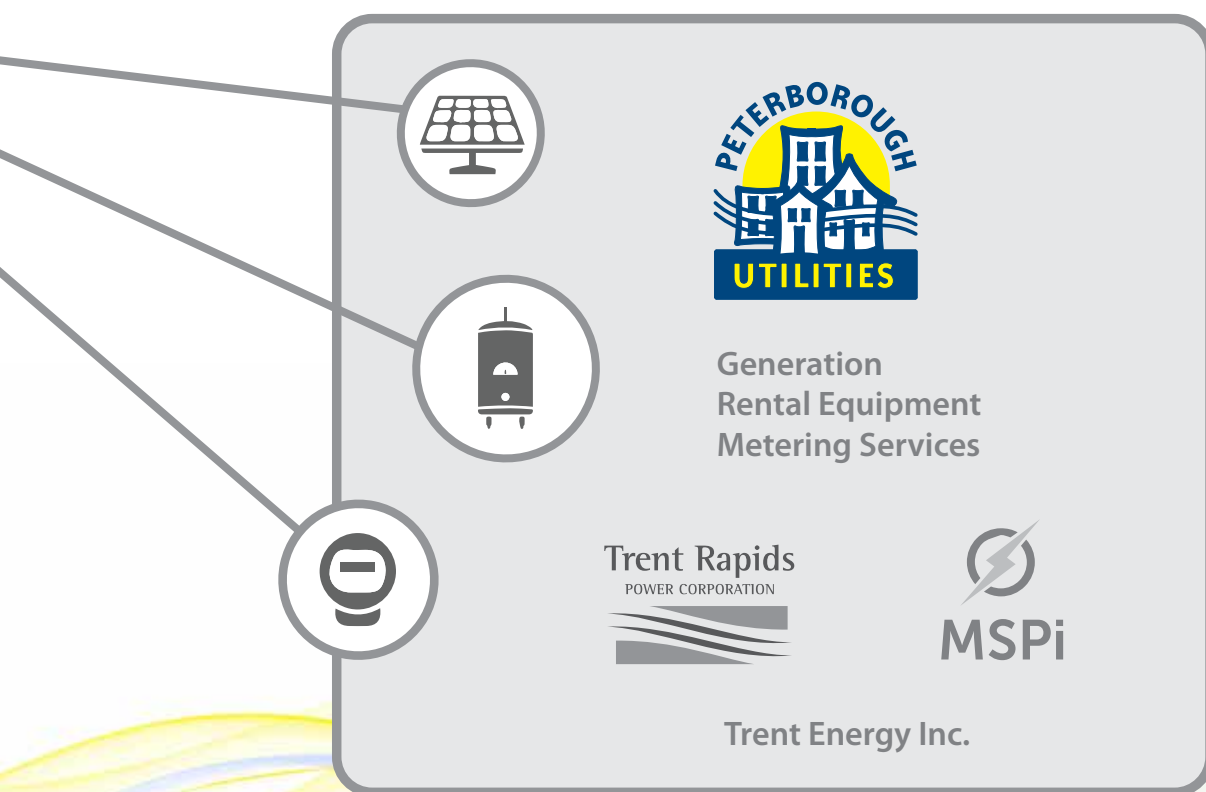 PETERBOROUGH
UTILITIES
Generation
Rental Equipment
Metering Services
Trent Rapids
POWER CORPORATION
MSPi
Trent Energy Inc.